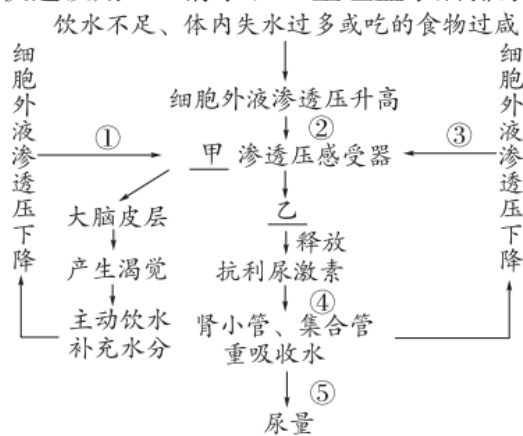 饮水不足、体内失水过多或吃的食物过咸
细胞外液渗透压升高
细胞外液渗透压下降
①
②
③
甲 渗透压感受器
细胞外液渗透压下降
大脑皮层
乙
释放
产生渴觉
抗利尿激素
④
主动饮水
补充水分
肾小管、集合管
重吸收水
⑤
尿量